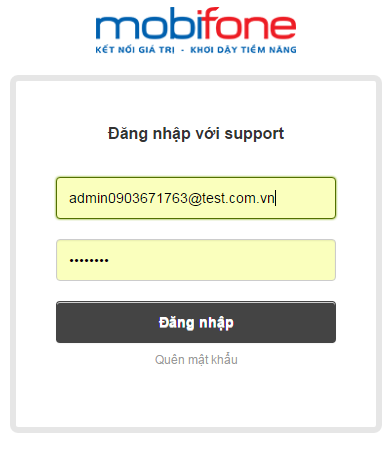 mobifone
KẾT NỐI GIÁ TRỊ - KHƠI DẬY TIỀM NĂNG
Đăng nhập với support
admin0903671763@test.com.vn
••••••••
Đăng nhập
Quên mật khẩu